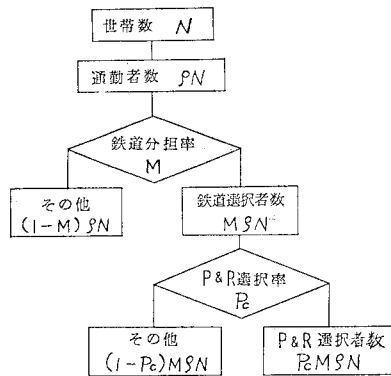 世帯数 N
通勤者数 ρN
鉄道分担率
M
その他
(1-M)ρN
鉄道選択者数
MρN
P&R選択率
Pc
その他
(1-Pc)MρN
P&R選択者数
PcMρN